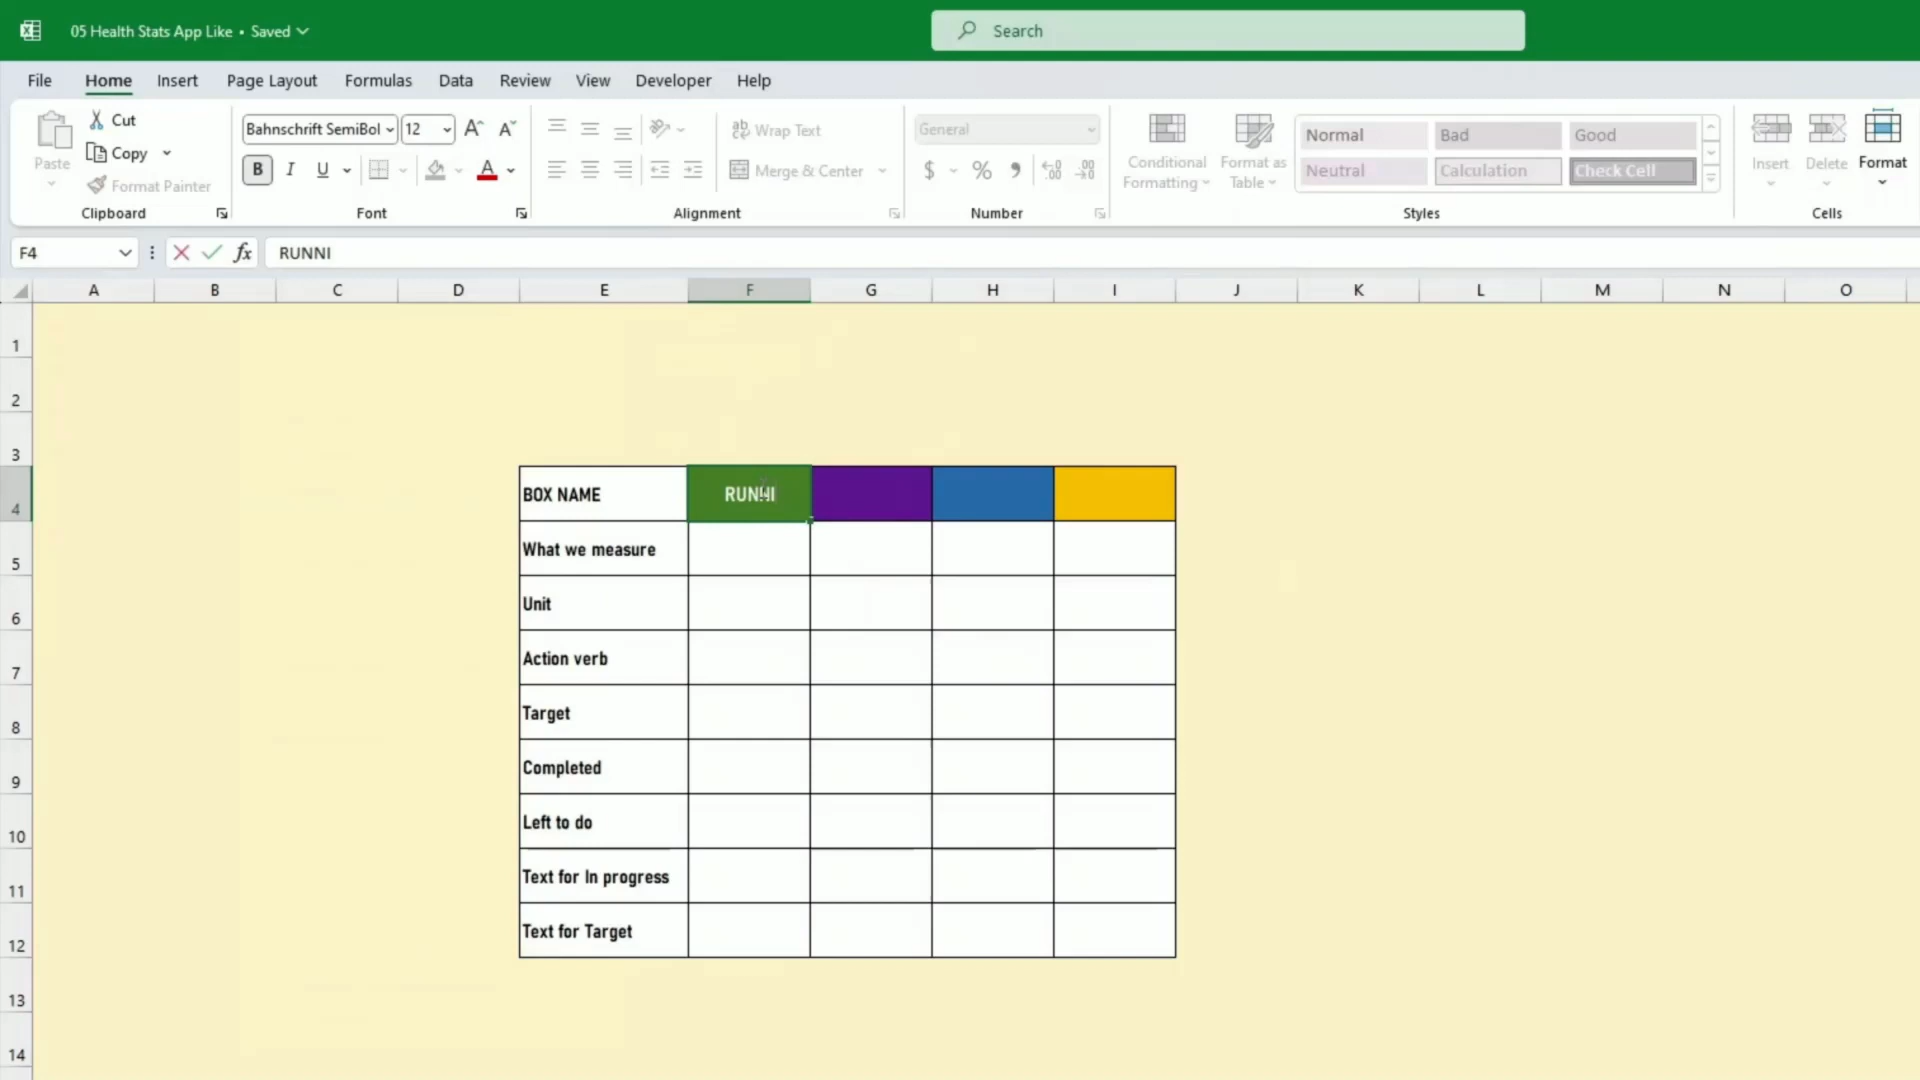 05 Health Stats App Like • Saved
Search
File Home Insert Page Layout Formulas Data Review View Developer Help
Paste
Cut
Copy
Format Painter
Clipboard
Bahnschrift SemiBol 12
B I U
Font
Wrap Text
Merge & Center
Alignment
General
$ % 9
Number
Conditional Formatting
Format as Table
Normal Bad Good
Neutral Calculation Check Cell
Styles
Insert Delete Format
Cells
F4 fx RUNNI
A B C D E F G H I J K L M N O
1
2
3
4 BOX NAME RUNNI
5 What we measure
6 Unit
7 Action verb
8 Target
9 Completed
10 Left to do
11 Text for In progress
12 Text for Target
13
14